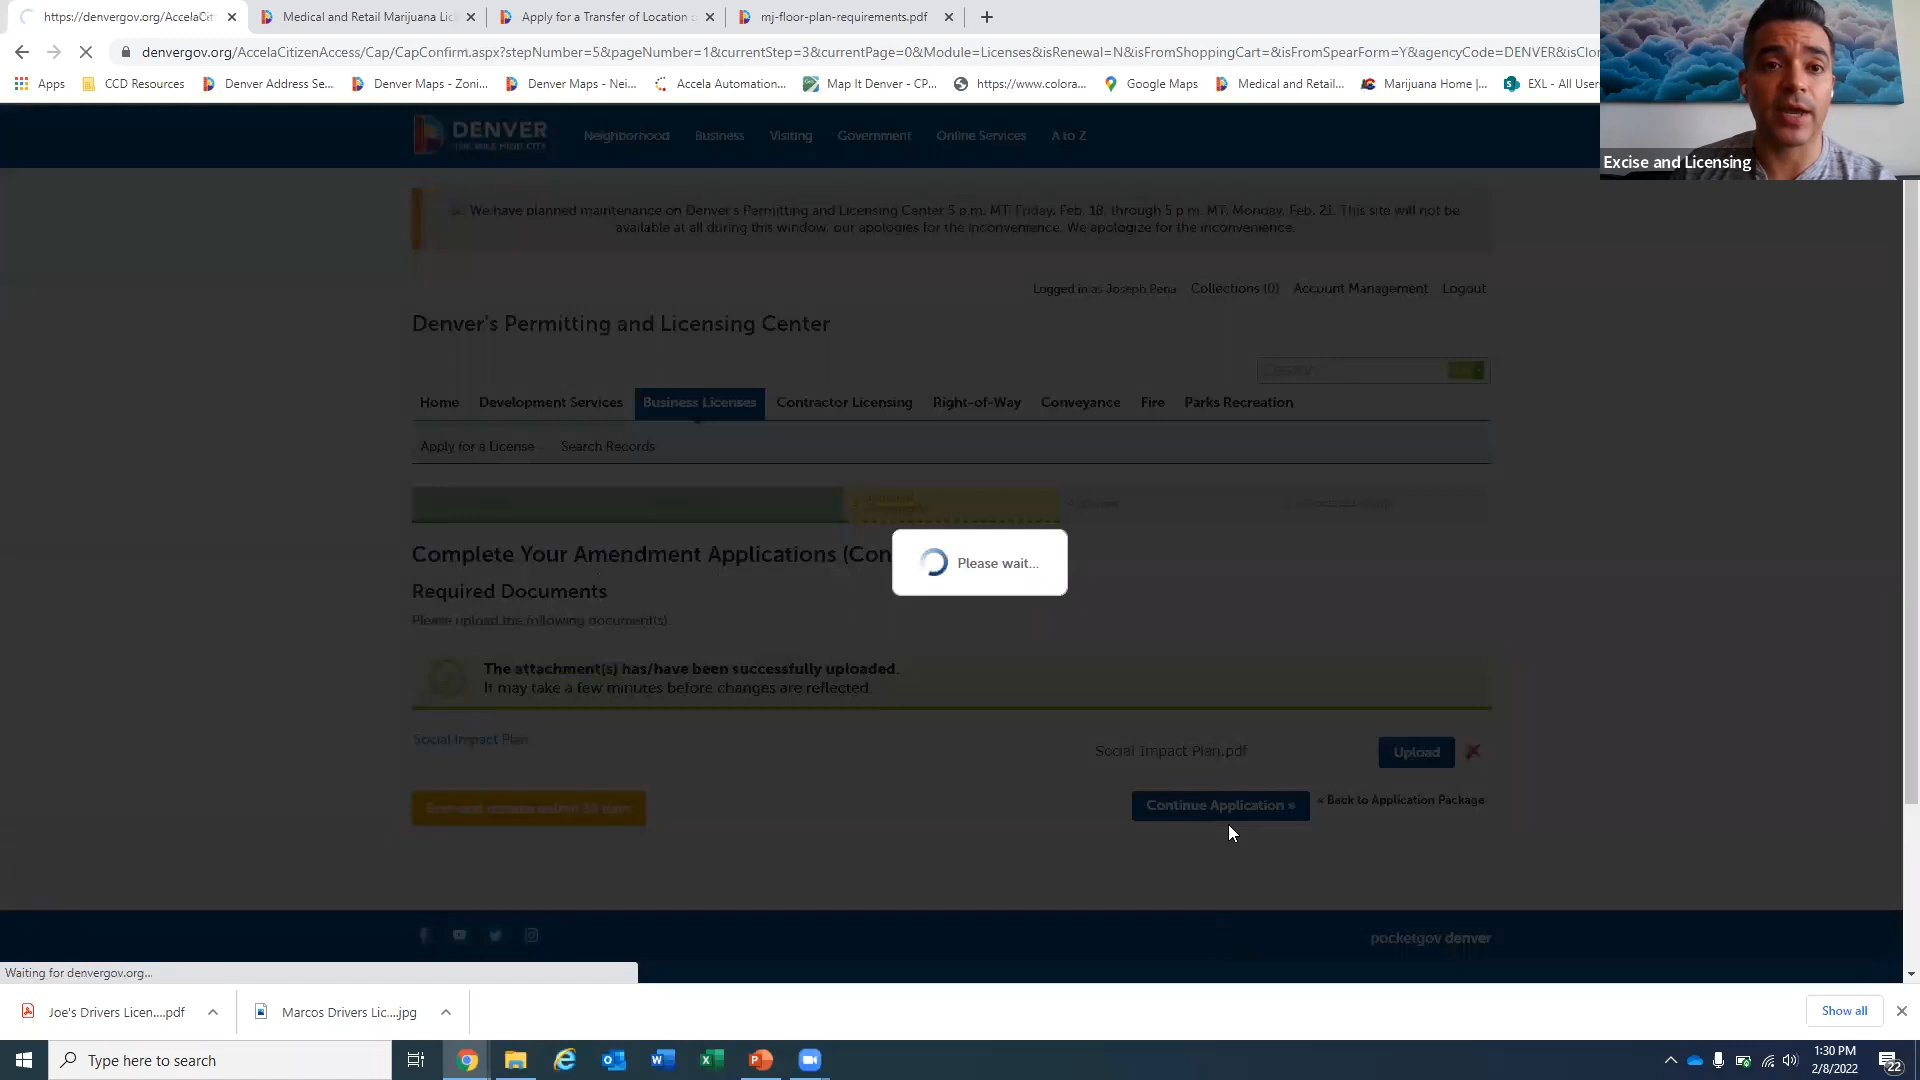 https://denvergov.org/AccelaCit
Medical and Retail Marijuana Lic
Apply for a Transfer of Location
mj-floor-plan-requirements.pdf
denvergov.org/AccelaCitizenAccess/Cap/CapConfirm.aspx?stepNumber=5&pageNumber=1&currentStep=3&currentPage=0&Module=Licenses&isRenewal=N&isFromShoppingCart=&isFromSpearForm=Y&agencyCode=DENVER&isClo
Apps CCD Resources Denver Address Se... Denver Maps - Zoni... Denver Maps - Nei... Accela Automation... Map It Denver - CP... https://www.colora... Google Maps Medical and Retail... Marijuana Home |... EXL - All User
Excise and Licensing
DENVER
THE MILE HIGH CITY
Neighborhood Business Visiting Government Online Services A to Z
We have planned maintenance on Denver's Permitting and Licensing Center 5 p.m. MT, Friday, Feb. 18, through 5 p.m. MT, Monday, Feb. 21. This site will not be
available at all during this window, our apologies for the inconvenience. We apologize for the inconvenience.
Logged in as Joseph Pena Collections (0) Account Management Logout
Denver's Permitting and Licensing Center
Home Development Services Business Licenses Contractor Licensing Right-of-Way Conveyance Fire Parks Recreation
Apply for a License Search Records
Complete Your Amendment Applications (Con
Please wait...
Required Documents
Please upload the following document(s).
The attachment(s) has/have been successfully uploaded.
It may take a few minutes before changes are reflected.
Social Impact Plan
Social Impact Plan.pdf
Upload
Continue Application »
« Back to Application Package
pocketgov denver
Waiting for denvergov.org...
Joe's Drivers Licen....pdf
Marcos Drivers Lic....jpg
Show all
Type here to search
1:30 PM
2/8/2022
22